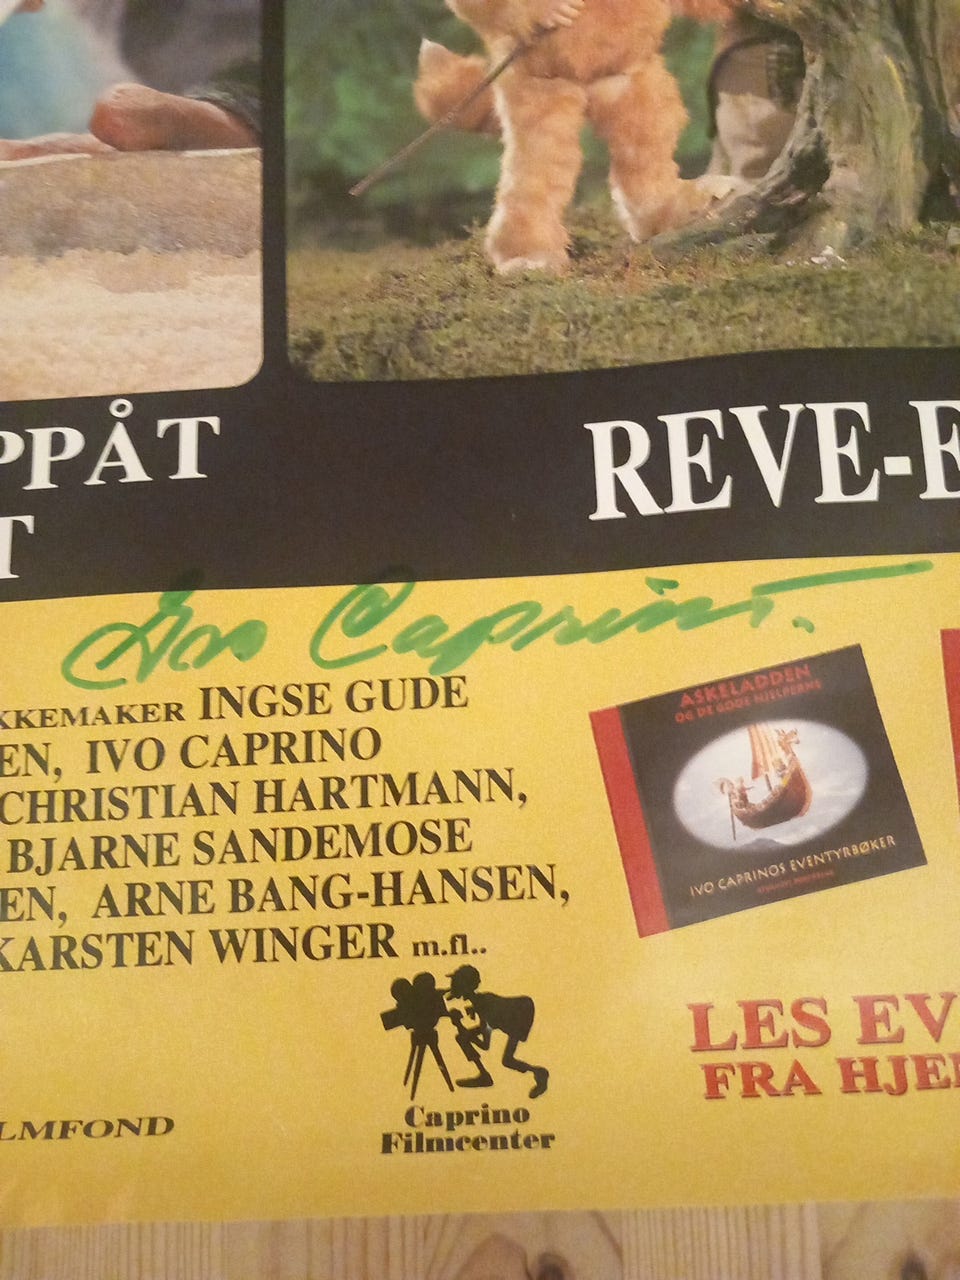 PPÅT
T
REVE-E
Ivo Caprino.
KKEMAKER INGSE GUDE
EN, IVO CAPRINO
CHRISTIAN HARTMANN,
BJARNE SANDEMOSE
EN, ARNE BANG-HANSEN,
KARSTEN WINGER m.fl..
ASKELADDEN
OG DE GODE HJELPERNE
IVO CAPRINOS EVENTYRBØKER
LES EV
FRA HJE
Caprino
Filmcenter
LMFOND